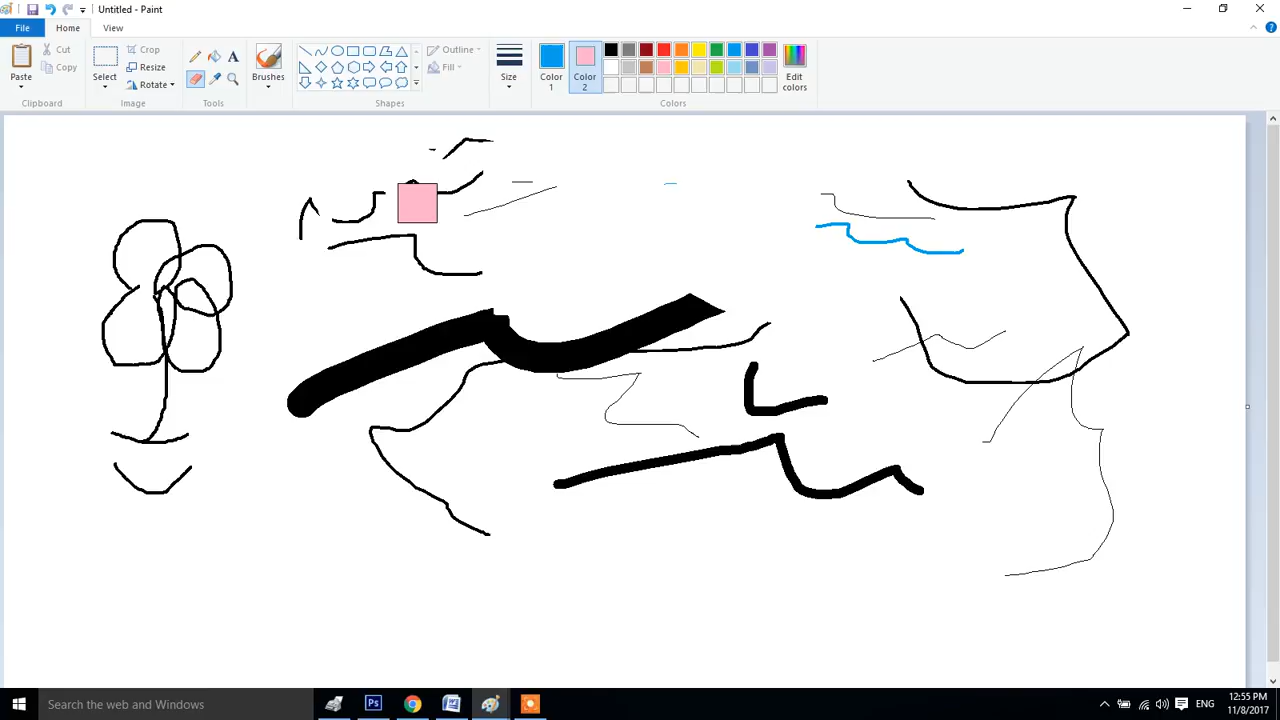 Untitled - Paint
File
Home
View
Paste
Cut
Copy
Clipboard
Select
Crop
Resize
Rotate
Image
A
Tools
Brushes
Outline
Fill
Shapes
Size
Color 1
Color 2
Edit colors
Colors
Search the web and Windows
Ps
W
ENG
12:55 PM
11/8/2017